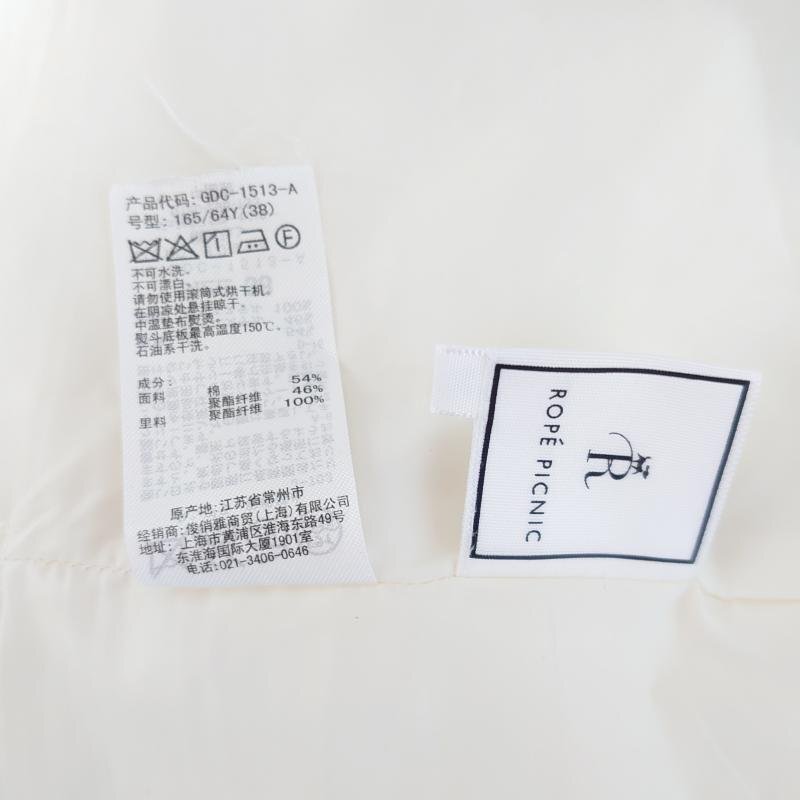 产品代码: GDC-1513-A
号型: 165/64Y(38)
F
不可水洗。
不可漂白。
请勿使用滚筒式烘干机。
在阴凉处悬挂晾干。
中温垫布熨烫。
熨斗底板最高温度150℃。
石油系干洗。
成分: 54%
面料 棉 46%
聚酯纤维 100%
里料 聚酯纤维
原产地: 江苏省常州市
经销商: 俊俏雅商贸(上海)有限公司
地址: 上海市黄浦区淮海东路49号
东淮海国际大厦1901室
电话: 021-3406-0646
R
ROPÉ PICNIC